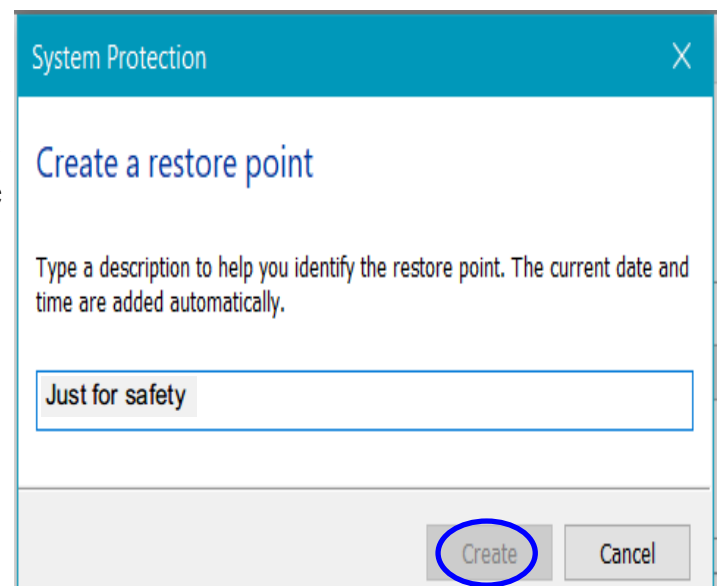 System Protection
Create a restore point
Type a description to help you identify the restore point. The current date and
time are added automatically.
Just for safety
Create Cancel